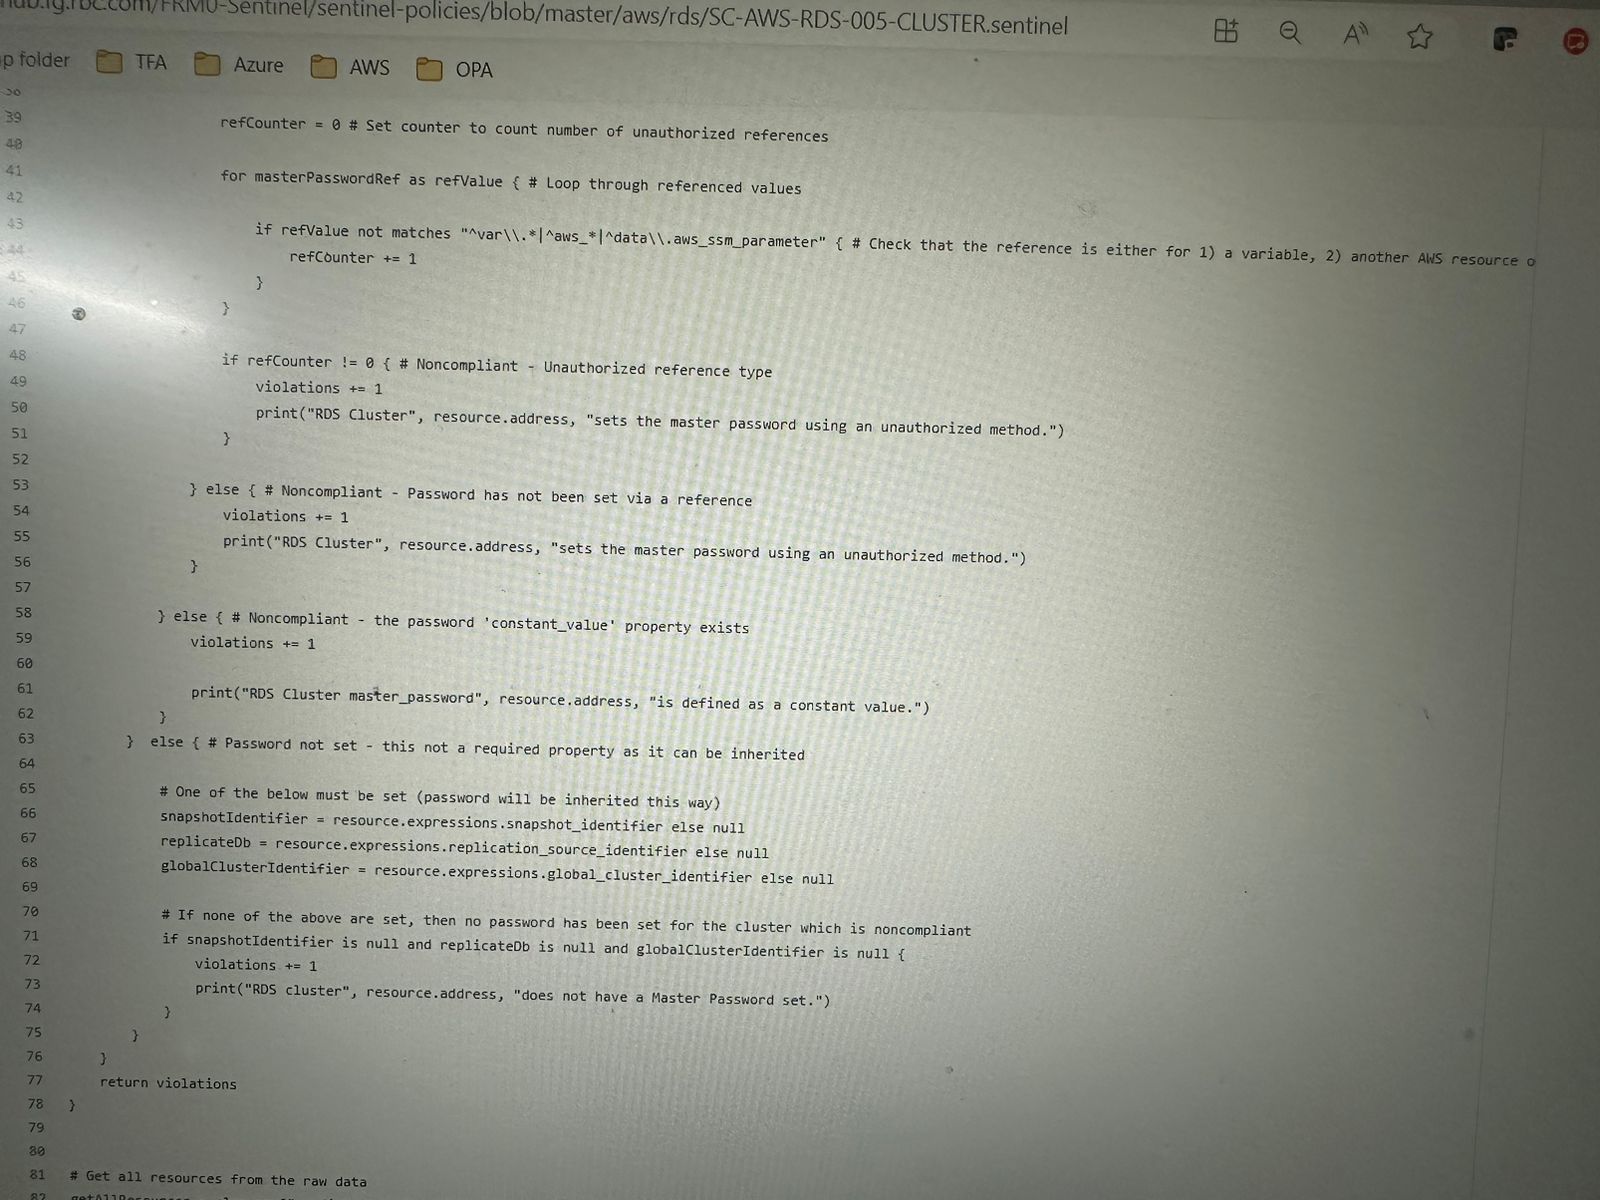 hub.rg.rbc.com/FRM0-Sentinel/sentinel-policies/blob/master/aws/rds/SC-AWS-RDS-005-CLUSTER.sentinel
p folder TFA Azure AWS OPA
39 refCounter = 0 # Set counter to count number of unauthorized references
40
41 for masterPasswordRef as refValue { # Loop through referenced values
42
43 if refValue not matches "^var\\.*|^aws_*|^data\\.aws_ssm_parameter" { # Check that the reference is either for 1) a variable, 2) another AWS resource o
44 refCounter += 1
45 }
46 }
47
48 if refCounter != 0 { # Noncompliant - Unauthorized reference type
49 violations += 1
50 print("RDS Cluster", resource.address, "sets the master password using an unauthorized method.")
51 }
52
53 } else { # Noncompliant - Password has not been set via a reference
54 violations += 1
55 print("RDS Cluster", resource.address, "sets the master password using an unauthorized method.")
56 }
57
58 } else { # Noncompliant - the password 'constant_value' property exists
59 violations += 1
60
61 print("RDS Cluster master_password", resource.address, "is defined as a constant value.")
62 }
63 } else { # Password not set - this not a required property as it can be inherited
64
65 # One of the below must be set (password will be inherited this way)
66 snapshotIdentifier = resource.expressions.snapshot_identifier else null
67 replicateDb = resource.expressions.replication_source_identifier else null
68 globalClusterIdentifier = resource.expressions.global_cluster_identifier else null
69
70 # If none of the above are set, then no password has been set for the cluster which is noncompliant
71 if snapshotIdentifier is null and replicateDb is null and globalClusterIdentifier is null {
72 violations += 1
73 print("RDS cluster", resource.address, "does not have a Master Password set.")
74 }
75 }
76 }
77 return violations
78 }
79
80
81 # Get all resources from the raw data
82